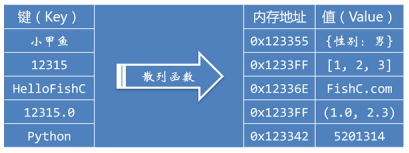 键（Key） 内存地址 值（Value）
小甲鱼 0x123355 {性别: 男}
12315 0x1233FF [1, 2, 3]
散列函数
HelloFishC 0x12336E FishC.com
12315.0 0x1233FF (1.0, 2.3)
Python 0x123342 5201314